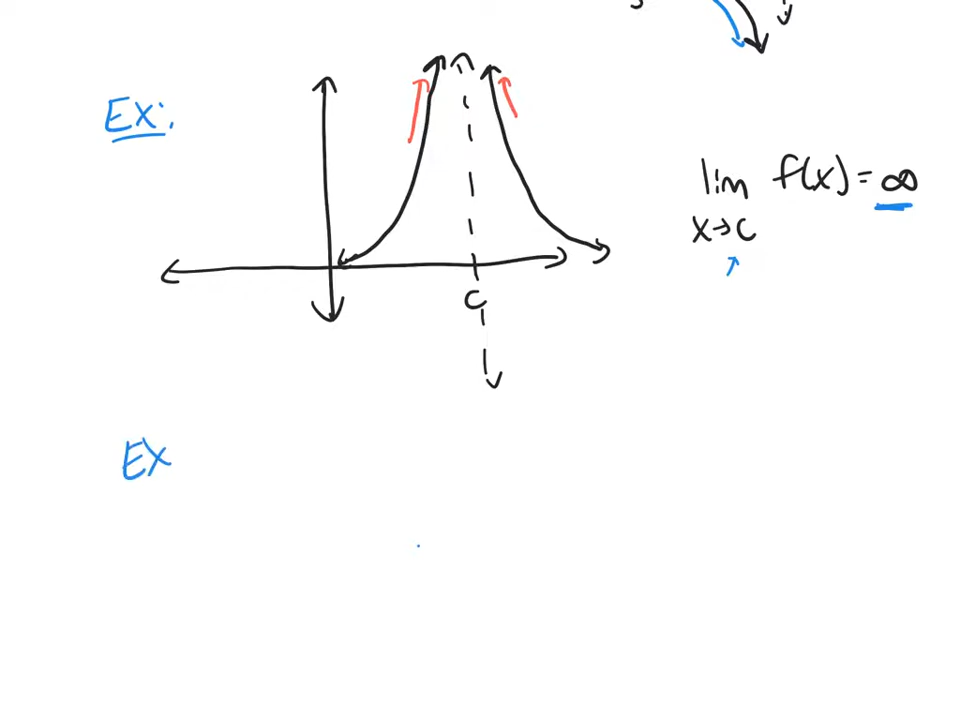 Ex:
lim f(x) = ∞
x→c
c
Ex